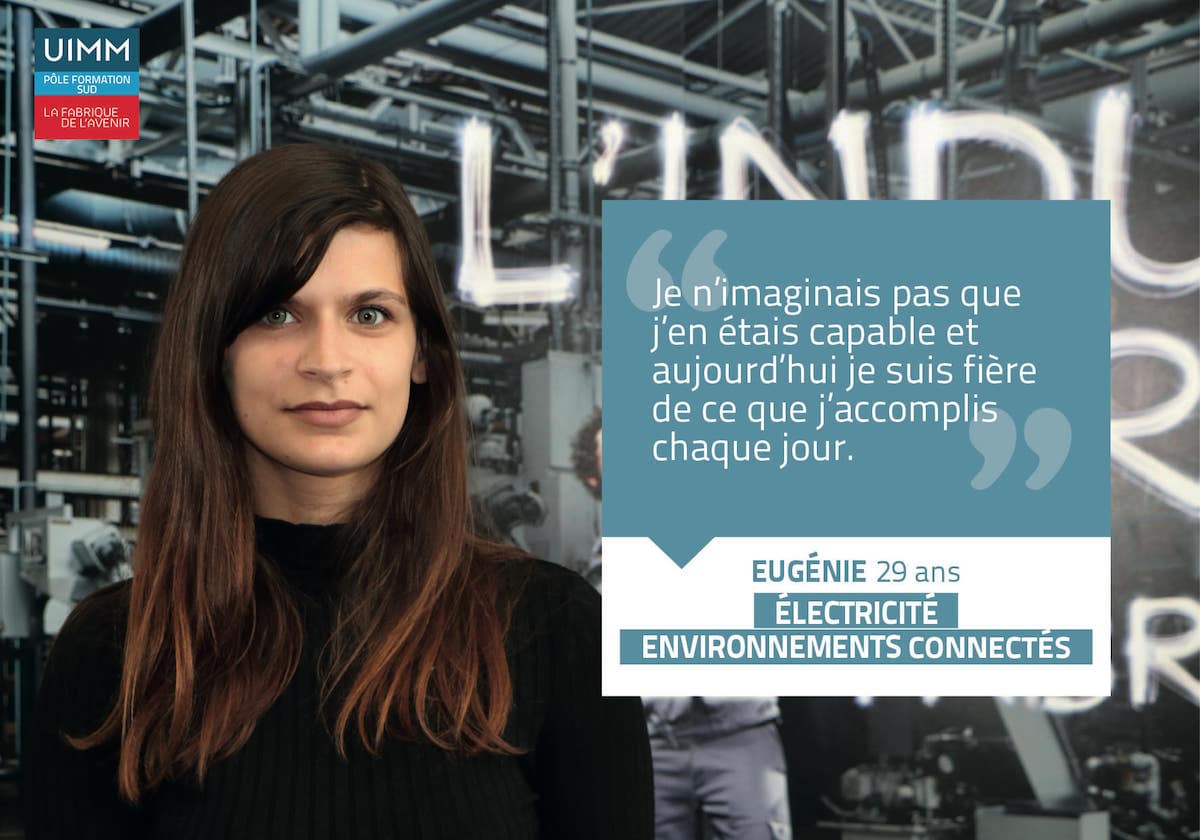 UIMM
PÔLE FORMATION
SUD
LA FABRIQUE
DE L'AVENIR
L'INDU
“
Je n’imaginais pas que
j’en étais capable et
aujourd’hui je suis fière
de ce que j’accomplis
chaque jour.
”
EUGÉNIE 29 ans
ÉLECTRICITÉ
ENVIRONNEMENTS CONNECTÉS